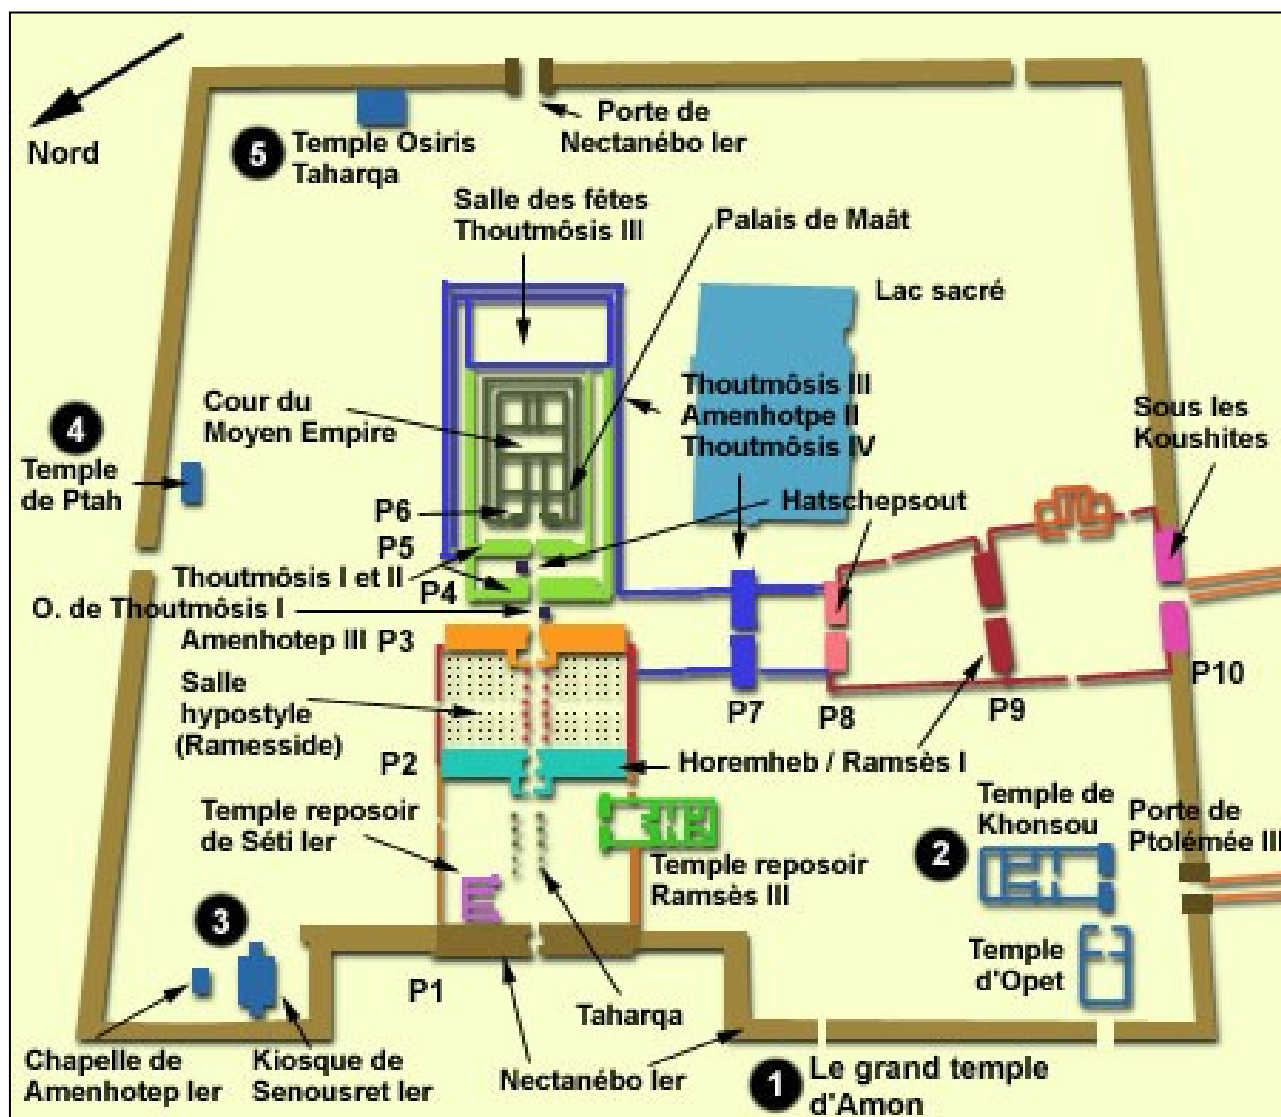 Nord
5
Temple Osiris
Taharqa
Porte de
Nectanébo Ier
Salle des fêtes
Thoutmôsis III
Palais de Maât
Lac sacré
Thoutmôsis III
Amenhotpe II
Thoutmôsis IV
Cour du
Moyen Empire
4
Temple
de Ptah
Sous les
Koushites
P6
Hatschepsout
P5
Thoutmôsis I et II
P4
O. de Thoutmôsis I
Amenhotep III
P3
Salle
hypostyle
(Ramesside)
P7
P8
P9
P10
P2
Horemheb / Ramsès I
Temple reposoir
de Séti Ier
Temple reposoir
Ramsès III
Temple de
Khonsou
Porte de
Ptolémée III
2
3
Temple
d'Opet
P1
Taharqa
Chapelle de
Amenhotep Ier
Kiosque de
Senousret Ier
Nectanébo Ier
1
Le grand temple
d'Amon